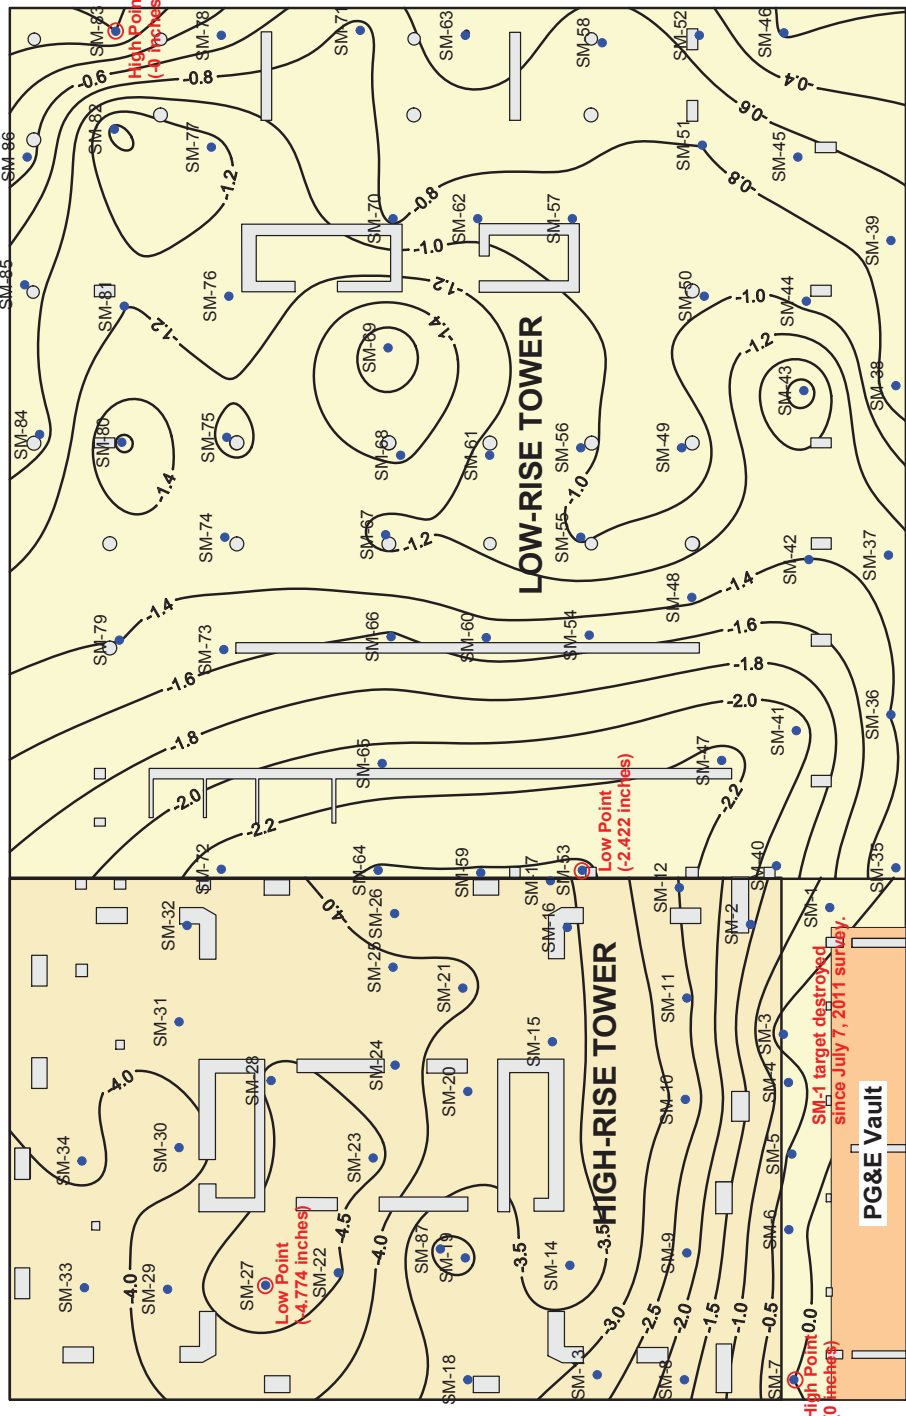 SM-83
High Point
(-0 inches)
SM-78
SM-71
SM-63
SM-58
SM-52
SM-46
-0.6
-0.8
-0.4
-0.6
SM-86
SM-82
SM-77
-1.2
SM-51
SM-45
-0.8
-0.8
SM-70
SM-62
SM-57
SM-39
-1.0
SM-85
SM-81
SM-76
-1.2
SM-50
-1.0
SM-44
-1.2
-1.4
-1.2
SM-69
SM-43
SM-38
LOW-RISE TOWER
SM-84
SM-80
SM-75
SM-68
SM-61
SM-56
SM-49
-1.4
-1.0
SM-74
SM-67
-1.2
SM-55
SM-42
SM-37
-1.4
SM-48
-1.4
SM-79
SM-73
SM-66
SM-60
SM-54
-1.6
-1.6
-1.8
-1.8
-2.0
SM-41
SM-36
SM-65
SM-47
-2.0
-2.2
-2.2
Low Point
(-2.422 inches)
SM-72
SM-64
SM-59
SM-17
SM-53
SM-12
SM-40
SM-35
-4.0
SM-32
SM-26
SM-16
SM-2
SM-1
SM-25
SM-21
SM-11
SM-1 target destroyed
since July 7, 2011 survey.
SM-31
SM-15
SM-3
HIGH-RISE TOWER
-4.0
SM-28
SM-24
SM-20
SM-10
SM-4
SM-34
SM-30
SM-23
SM-5
PG&E Vault
-4.5
-4.0
SM-87
SM-19
-3.5
-3.5
SM-14
SM-9
SM-6
-4.0
SM-33
SM-29
SM-27
Low Point
(-4.774 inches)
SM-22
-3.0
-2.5
-2.0
-1.5
-1.0
-0.5
0.0
SM-18
SM-13
SM-8
SM-7
High Point
(0 inches)